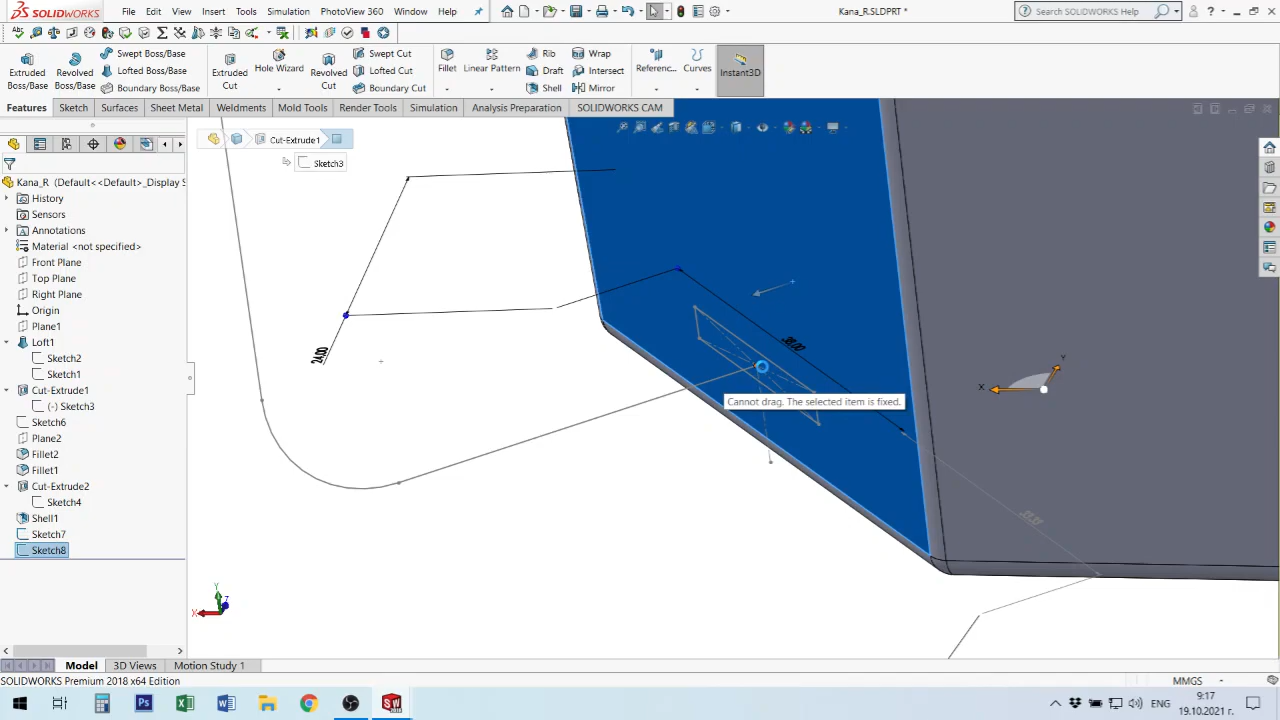 SOLIDWORKS File Edit View Insert Tools Simulation PhotoView 360 Window Help Kana_R.SLDPRT * Search SOLIDWORKS Help
Extruded Boss/Base
Revolved Boss/Base
Swept Boss/Base
Lofted Boss/Base
Boundary Boss/Base
Extruded Cut
Hole Wizard
Revolved Cut
Swept Cut
Lofted Cut
Boundary Cut
Fillet
Linear Pattern
Rib
Draft
Shell
Wrap
Intersect
Mirror
Referenc...
Curves
Instant3D
Features Sketch Surfaces Sheet Metal Weldments Mold Tools Render Tools Simulation Analysis Preparation SOLIDWORKS CAM
Cut-Extrude1
Sketch3
Kana_R (Default<<Default>_Display S
History
Sensors
Annotations
Material <not specified>
Front Plane
Top Plane
Right Plane
Origin
Plane1
Loft1
Sketch2
Sketch1
Cut-Extrude1
(-) Sketch3
Sketch6
Plane2
Fillet2
Fillet1
Cut-Extrude2
Sketch4
Shell1
Sketch7
Sketch8
24.00
38.00
Cannot drag. The selected item is fixed.
X
Y
Y
Z
X
Model 3D Views Motion Study 1
SOLIDWORKS Premium 2018 x64 Edition MMGS
ENG
9:17
19.10.2021 г.